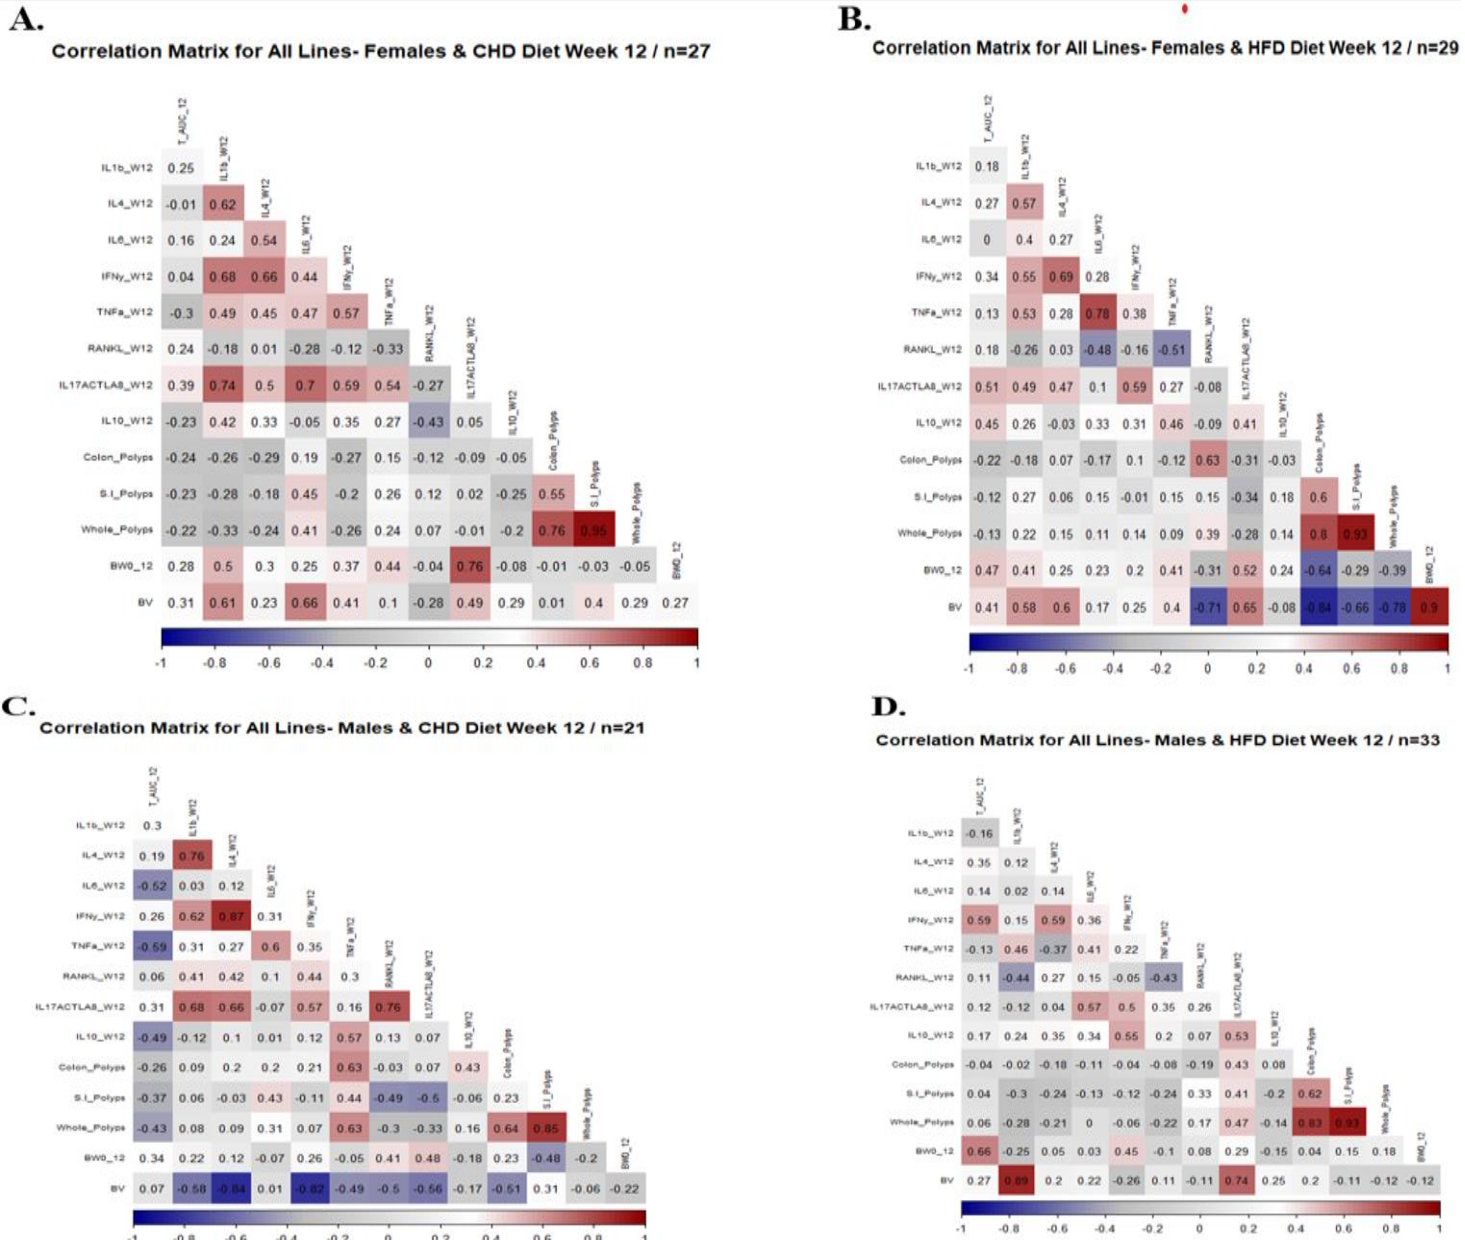 A.
Correlation Matrix for All Lines- Females & CHD Diet Week 12 / n=27
T_AUC_12
IL1b_W12 0.25 IL1b_W12
IL4_W12 -0.01 0.62 IL4_W12
IL6_W12 0.16 0.24 0.54 IL6_W12
IFNy_W12 0.04 0.68 0.66 0.44 IFNy_W12
TNFa_W12 -0.3 0.49 0.45 0.47 0.57 TNFa_W12
RANKL_W12 0.24 -0.18 0.01 -0.28 -0.12 -0.33 RANKL_W12
IL17ACTLA8_W12 0.39 0.74 0.5 0.7 0.59 0.54 -0.27 IL17ACTLA8_W12
IL10_W12 -0.23 0.42 0.33 -0.05 0.35 0.27 -0.43 0.05 IL10_W12
Colon_Polyps -0.24 -0.26 -0.29 0.19 -0.27 0.15 -0.12 -0.09 -0.05 Colon_Polyps
S.I_Polyps -0.23 -0.28 -0.18 0.45 -0.2 0.26 0.12 0.02 -0.25 0.55 S.I_Polyps
Whole_Polyps -0.22 -0.33 -0.24 0.41 -0.26 0.24 0.07 -0.01 -0.2 0.76 0.95 Whole_Polyps
BW0_12 0.28 0.5 0.3 0.25 0.37 0.44 -0.04 0.76 -0.08 -0.01 -0.03 -0.05 BW0_12
BV 0.31 0.61 0.23 0.66 0.41 0.1 -0.28 0.49 0.29 0.01 0.4 0.29 0.27
-1 -0.8 -0.6 -0.4 -0.2 0 0.2 0.4 0.6 0.8 1
B.
Correlation Matrix for All Lines- Females & HFD Diet Week 12 / n=29
T_AUC_12
IL1b_W12 0.18 IL1b_W12
IL4_W12 0.27 0.57 IL4_W12
IL6_W12 0 0.4 0.27 IL6_W12
IFNy_W12 0.34 0.55 0.69 0.28 IFNy_W12
TNFa_W12 0.13 0.53 0.28 0.78 0.38 TNFa_W12
RANKL_W12 0.18 -0.26 0.03 -0.48 -0.16 -0.51 RANKL_W12
IL17ACTLA8_W12 0.51 0.49 0.47 0.1 0.59 0.27 -0.08 IL17ACTLA8_W12
IL10_W12 0.45 0.26 -0.03 0.33 0.31 0.46 -0.09 0.41 IL10_W12
Colon_Polyps -0.22 -0.18 0.07 -0.17 0.1 -0.12 0.63 -0.31 -0.03 Colon_Polyps
S.I_Polyps -0.12 0.27 0.06 0.15 -0.01 0.15 0.15 -0.34 0.18 0.6 S.I_Polyps
Whole_Polyps -0.13 0.22 0.15 0.11 0.14 0.09 0.39 -0.28 0.14 0.8 0.93 Whole_Polyps
BW0_12 0.47 0.41 0.25 0.23 0.2 0.41 -0.31 0.52 0.24 -0.64 -0.29 -0.39 BW0_12
BV 0.41 0.58 0.6 0.17 0.25 0.4 -0.71 0.65 -0.08 -0.84 -0.66 -0.78 0.9
-1 -0.8 -0.6 -0.4 -0.2 0 0.2 0.4 0.6 0.8 1
C.
Correlation Matrix for All Lines- Males & CHD Diet Week 12 / n=21
T_AUC_12
IL1b_W12 0.3 IL1b_W12
IL4_W12 0.19 0.76 IL4_W12
IL6_W12 -0.52 0.03 0.12 IL6_W12
IFNy_W12 0.26 0.62 0.87 0.31 IFNy_W12
TNFa_W12 -0.59 0.31 0.27 0.6 0.35 TNFa_W12
RANKL_W12 0.06 0.41 0.42 0.1 0.44 0.3 RANKL_W12
IL17ACTLA8_W12 0.31 0.68 0.66 -0.07 0.57 0.16 0.76 IL17ACTLA8_W12
IL10_W12 -0.49 -0.12 0.1 0.01 0.12 0.57 0.13 0.07 IL10_W12
Colon_Polyps -0.26 0.09 0.2 0.2 0.21 0.63 -0.03 0.07 0.43 Colon_Polyps
S.I_Polyps -0.37 0.06 -0.03 0.43 -0.11 0.44 -0.49 -0.5 -0.06 0.23 S.I_Polyps
Whole_Polyps -0.43 0.08 0.09 0.31 0.07 0.63 -0.3 -0.33 0.16 0.64 0.85 Whole_Polyps
BW0_12 0.34 0.22 0.12 -0.07 0.26 -0.05 0.41 0.48 -0.18 0.23 -0.48 -0.2 BW0_12
BV 0.07 -0.58 -0.84 0.01 -0.82 -0.49 -0.5 -0.56 -0.17 -0.51 0.31 -0.06 -0.22
-1 -0.8 -0.6 -0.4 -0.2 0 0.2 0.4 0.6 0.8 1
D.
Correlation Matrix for All Lines- Males & HFD Diet Week 12 / n=33
T_AUC_12
IL1b_W12 -0.16 IL1b_W12
IL4_W12 0.35 0.12 IL4_W12
IL6_W12 0.14 0.02 0.14 IL6_W12
IFNy_W12 0.59 0.15 0.59 0.36 IFNy_W12
TNFa_W12 -0.13 0.46 -0.37 0.41 0.22 TNFa_W12
RANKL_W12 0.11 -0.44 0.27 0.15 -0.05 -0.43 RANKL_W12
IL17ACTLA8_W12 0.12 -0.12 0.04 0.57 0.5 0.35 0.26 IL17ACTLA8_W12
IL10_W12 0.17 0.24 0.35 0.34 0.55 0.2 0.07 0.53 IL10_W12
Colon_Polyps -0.04 -0.02 -0.18 -0.11 -0.04 -0.08 -0.19 0.43 0.08 Colon_Polyps
S.I_Polyps 0.04 -0.3 -0.24 -0.13 -0.12 -0.24 0.33 0.41 -0.2 0.62 S.I_Polyps
Whole_Polyps 0.06 -0.28 -0.21 0 -0.06 -0.22 0.17 0.47 -0.14 0.83 0.93 Whole_Polyps
BW0_12 0.66 -0.25 0.05 0.03 0.45 -0.1 0.08 0.29 -0.15 0.04 0.15 0.18 BW0_12
BV 0.27 0.89 0.2 0.22 -0.26 0.11 -0.11 0.74 0.25 0.2 -0.11 -0.12 -0.12
-1 -0.8 -0.6 -0.4 -0.2 0 0.2 0.4 0.6 0.8 1